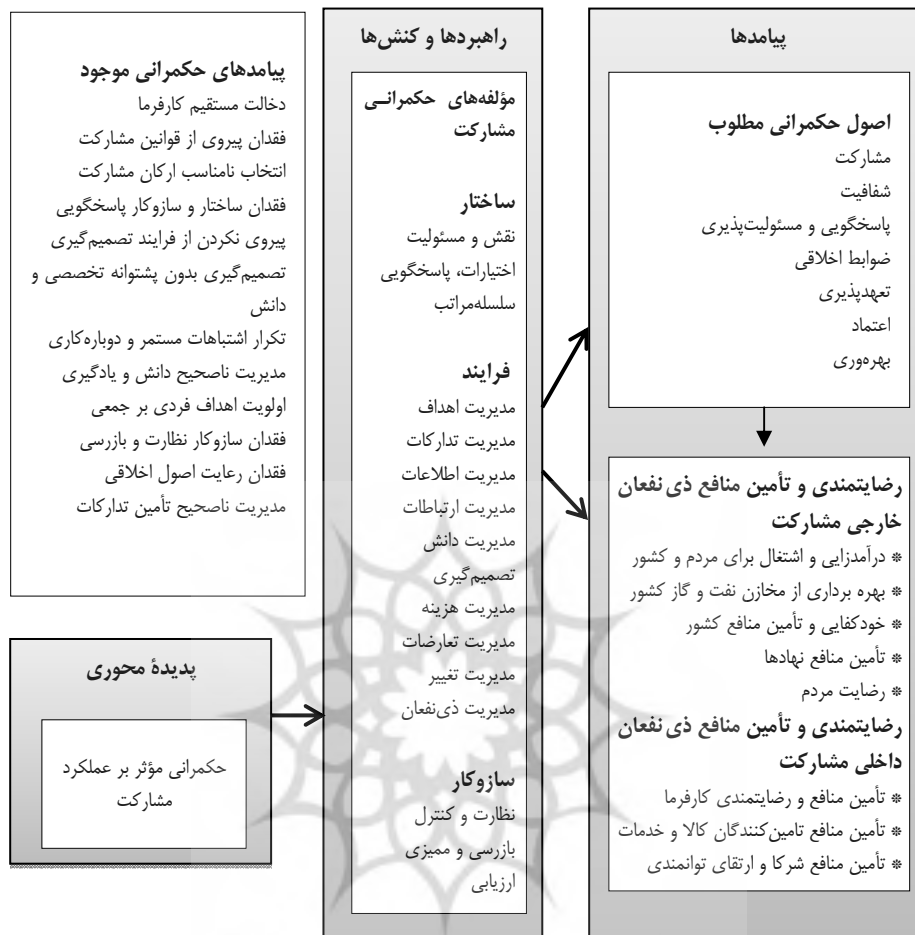 پیامدهای حکمرانی موجود
دخالت مستقیم کارفرما
فقدان پیروی از قوانین مشارکت
انتخاب نامناسب ارکان مشارکت
فقدان ساختار و سازوکار پاسخگویی
پیروی نکردن از فرایند تصمیم‌گیری
تصمیم‌گیری بدون پشتوانه تخصصی و
دانش
تکرار اشتباهات مستمر و دوباره‌کاری
مدیریت ناصحیح دانش و یادگیری
اولویت اهداف فردی بر جمعی
فقدان سازوکار نظارت و بازرسی
فقدان رعایت اصول اخلاقی
مدیریت ناصحیح تأمین تدارکات
پدیدۀ محوری
حکمرانی مؤثر بر عملکرد
مشارکت
راهبردها و کنش‌ها
مؤلفه‌های حکمرانی
مشارکت
ساختار
نقش و مسئولیت
اختیارات، پاسخگویی
سلسله‌مراتب
فرایند
مدیریت اهداف
مدیریت تدارکات
مدیریت اطلاعات
مدیریت ارتباطات
مدیریت دانش
تصمیم‌گیری
مدیریت هزینه
مدیریت تعارضات
مدیریت تغییر
مدیریت ذی‌نفعان
سازوکار
نظارت و کنترل
بازرسی و ممیزی
ارزیابی
پیامدها
اصول حکمرانی مطلوب
مشارکت
شفافیت
پاسخگویی و مسئولیت‌پذیری
ضوابط اخلاقی
تعهدپذیری
اعتماد
بهره‌وری
رضایتمندی و تأمین منافع ذی نفعان
خارجی مشارکت
* درآمدزایی و اشتغال برای مردم و کشور
* بهره برداری از مخازن نفت و گاز کشور
* خودکفایی و تأمین منافع کشور
* تأمین منافع نهادها
* رضایت مردم
رضایتمندی و تأمین منافع ذی نفعان
داخلی مشارکت
* تأمین منافع و رضایتمندی کارفرما
* تأمین منافع تامین‌کنندگان کالا و خدمات
* تأمین منافع شرکا و ارتقای توانمندی